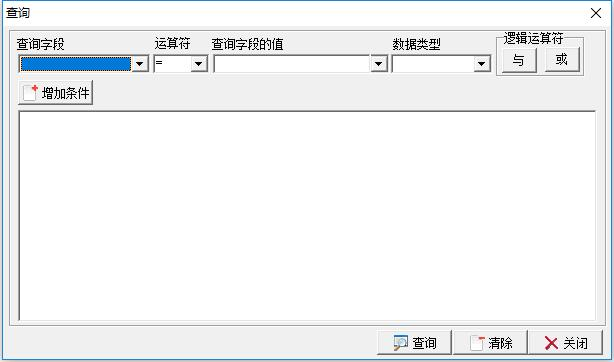 查询
查询字段 运算符 查询字段的值 数据类型 逻辑运算符
= 与 或
增加条件
查询 清除 关闭